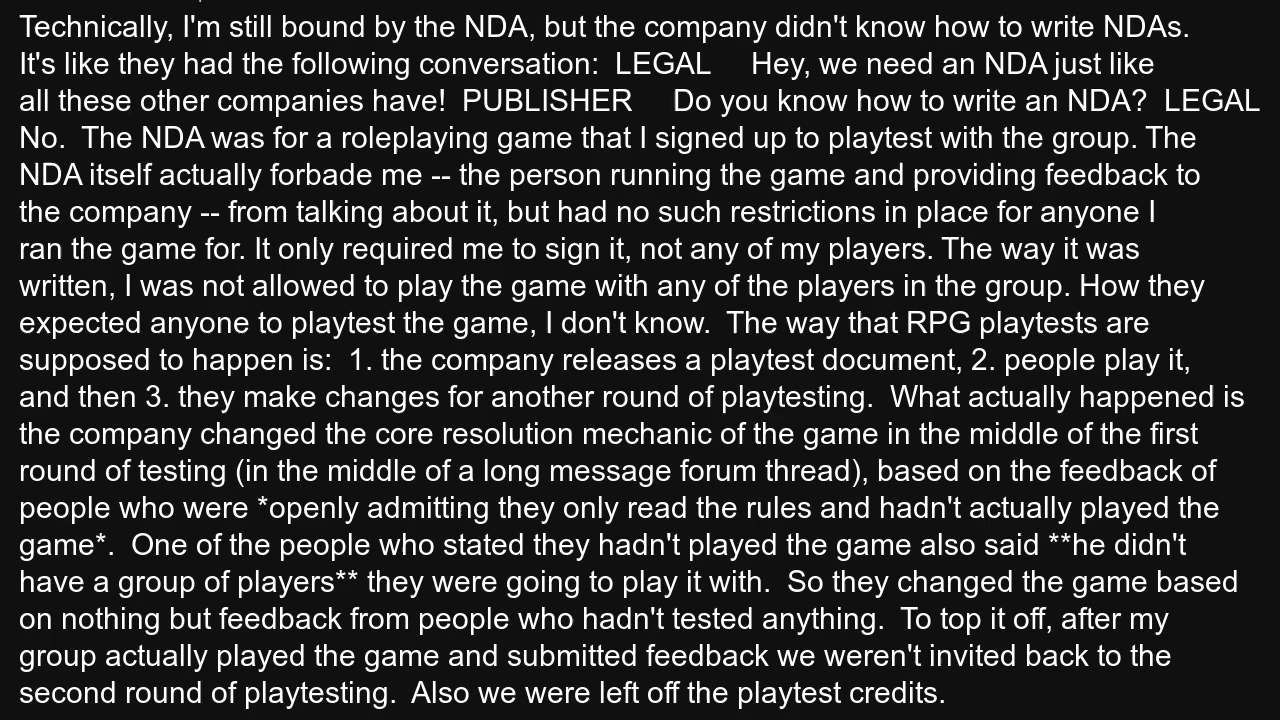 Technically, I'm still bound by the NDA, but the company didn't know how to write NDAs.
It's like they had the following conversation:  LEGAL     Hey, we need an NDA just like
all these other companies have!  PUBLISHER     Do you know how to write an NDA?  LEGAL
No.  The NDA was for a roleplaying game that I signed up to playtest with the group. The
NDA itself actually forbade me -- the person running the game and providing feedback to
the company -- from talking about it, but had no such restrictions in place for anyone I
ran the game for. It only required me to sign it, not any of my players. The way it was
written, I was not allowed to play the game with any of the players in the group. How they
expected anyone to playtest the game, I don't know.  The way that RPG playtests are
supposed to happen is:  1. the company releases a playtest document, 2. people play it,
and then 3. they make changes for another round of playtesting.  What actually happened is
the company changed the core resolution mechanic of the game in the middle of the first
round of testing (in the middle of a long message forum thread), based on the feedback of
people who were *openly admitting they only read the rules and hadn't actually played the
game*.  One of the people who stated they hadn't played the game also said **he didn't
have a group of players** they were going to play it with.  So they changed the game based
on nothing but feedback from people who hadn't tested anything.  To top it off, after my
group actually played the game and submitted feedback we weren't invited back to the
second round of playtesting.  Also we were left off the playtest credits.